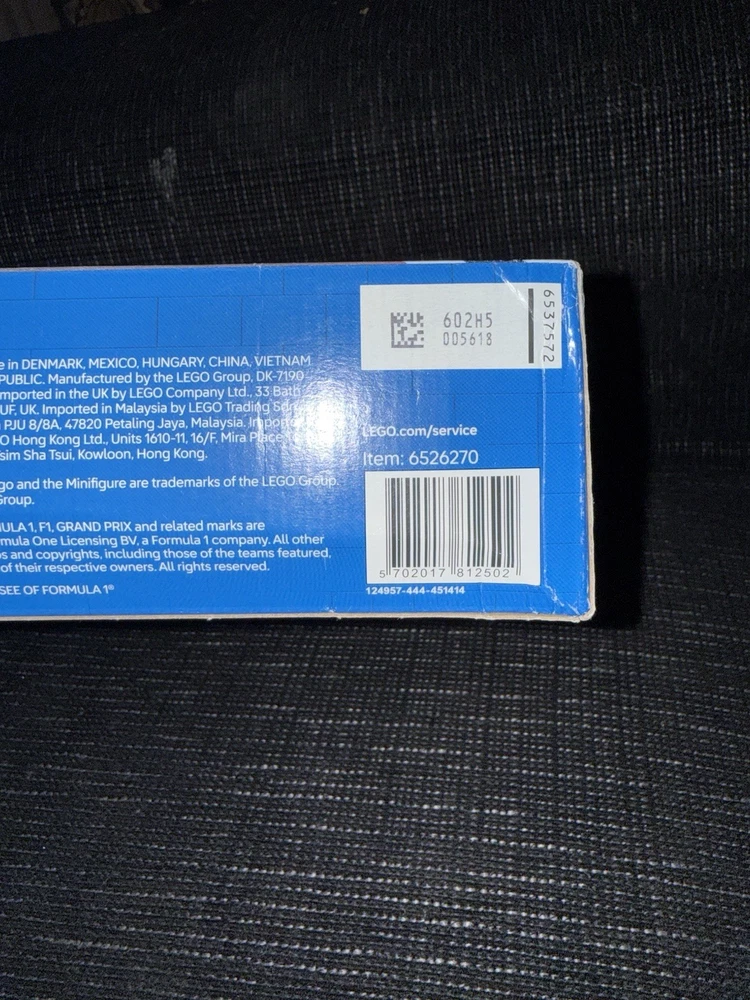 602H5
005618
6537572
e in DENMARK, MEXICO, HUNGARY, CHINA, VIETNAM
PUBLIC. Manufactured by the LEGO Group, DK-7190
mported in the UK by LEGO Company Ltd., 33 Bath
UF, UK. Imported in Malaysia by LEGO Trading Sdn
PJU 8/8A, 47820 Petaling Jaya, Malaysia. Importe
O Hong Kong Ltd., Units 1610-11, 16/F, Mira Place
sim Sha Tsui, Kowloon, Hong Kong.
go and the Minifigure are trademarks of the LEGO Group.
Group.
ULA 1, F1, GRAND PRIX and related marks are
rmula One Licensing BV, a Formula 1 company. All other
s and copyrights, including those of the teams featured,
of their respective owners. All rights reserved.
SEE OF FORMULA 1®
LEGO.com/service
Item: 6526270
5 702017 812502
124957-444-451414